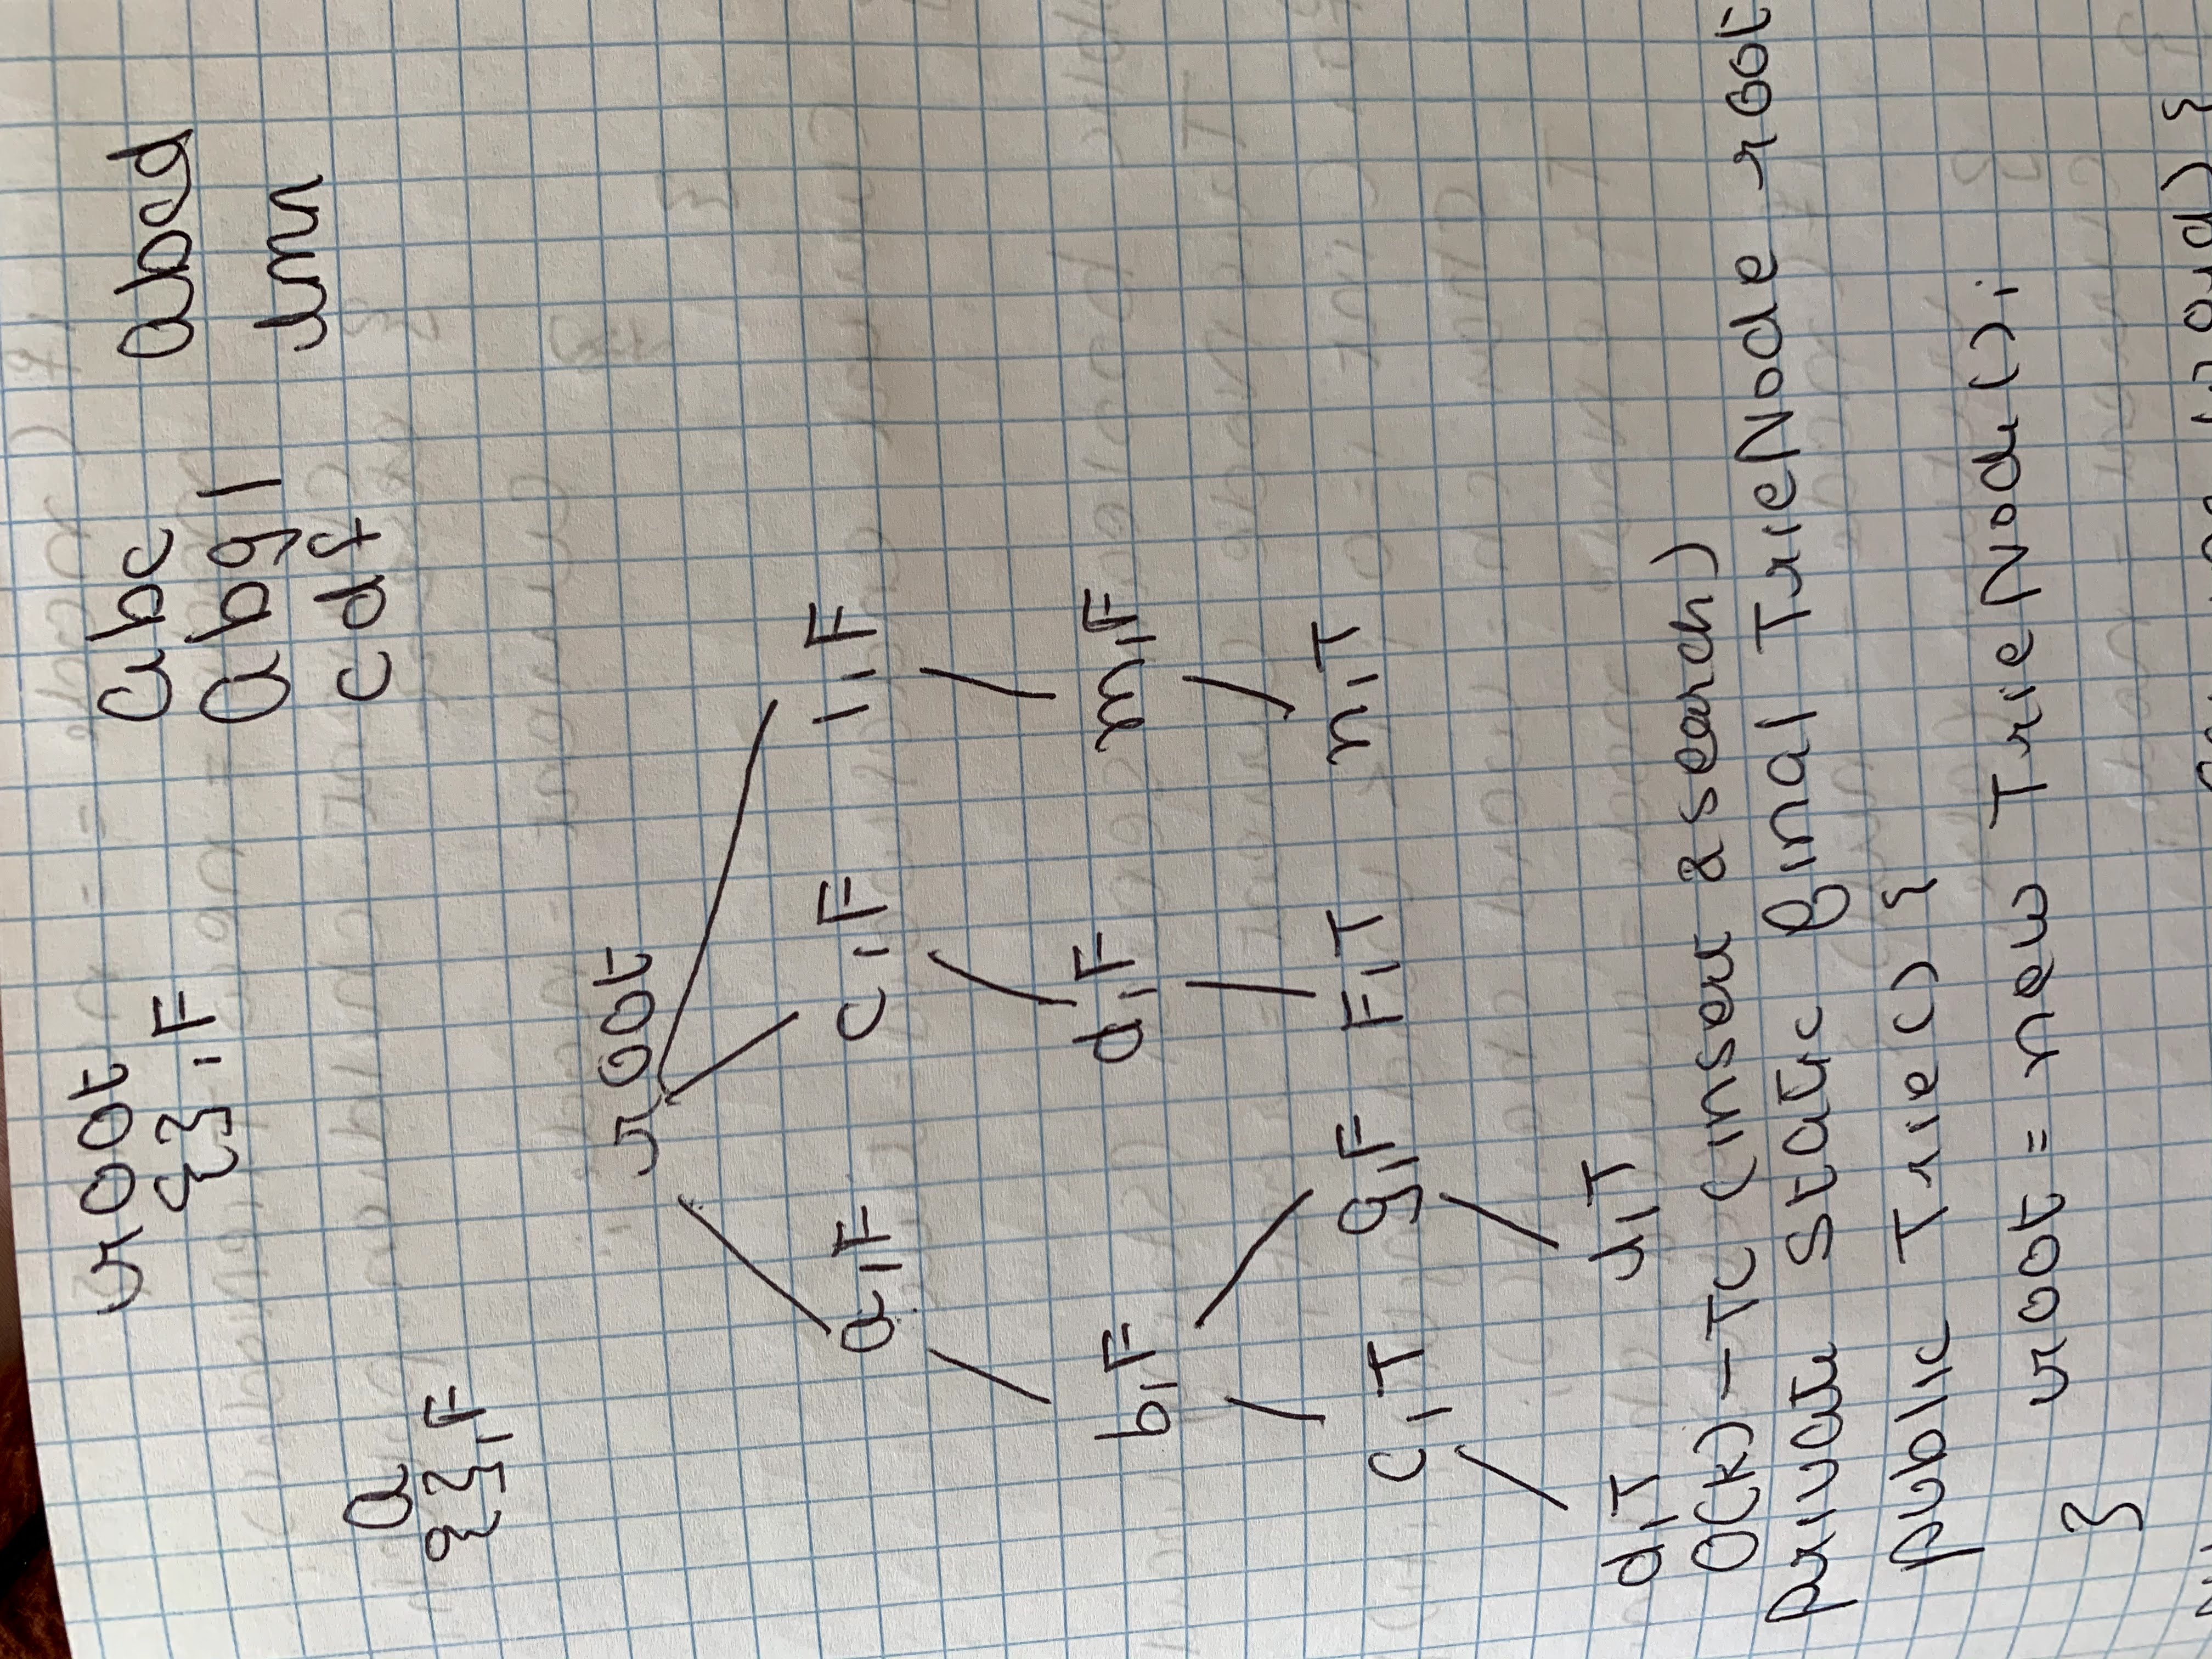 root
{},F
abc abcd
abgl lmn
cdf
a
{},F
root
a,F c,F l,F
b,F d,F m,F
c,T g,F F,T n,T
d,T l,T
O(K) - TC (insert & search)
private static final TrieNode root
public Trie() {
root = new TrieNode();
}
word) {